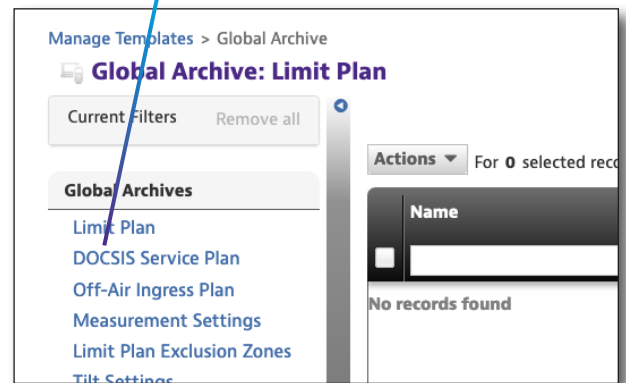 Manage Templates > Global Archive
Global Archive: Limit Plan
Current Filters Remove all
Actions For 0 selected reco
Global Archives
Name
Limit Plan
DOCSIS Service Plan
Off-Air Ingress Plan
No records found
Measurement Settings
Limit Plan Exclusion Zones
Tilt Settings